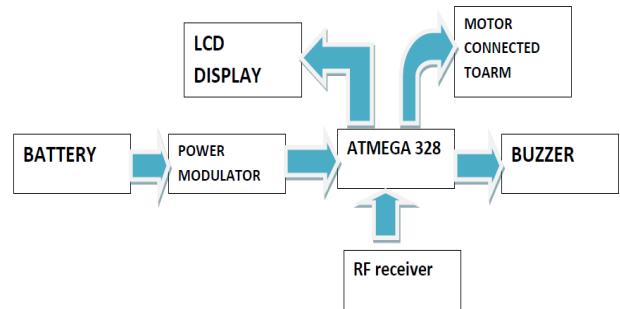 LCD
DISPLAY
MOTOR
CONNECTED
TOARM
BATTERY
POWER
MODULATOR
ATMEGA 328
BUZZER
RF receiver